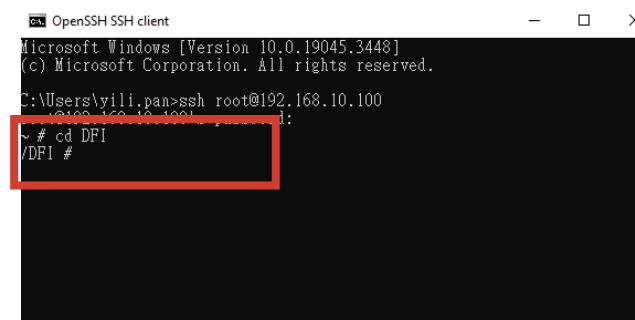 OpenSSH SSH client
Microsoft Windows [Version 10.0.19045.3448]
(c) Microsoft Corporation. All rights reserved.
C:\Users\yili.pan>ssh root@192.168.10.100
~ # cd DFI
/DFI #